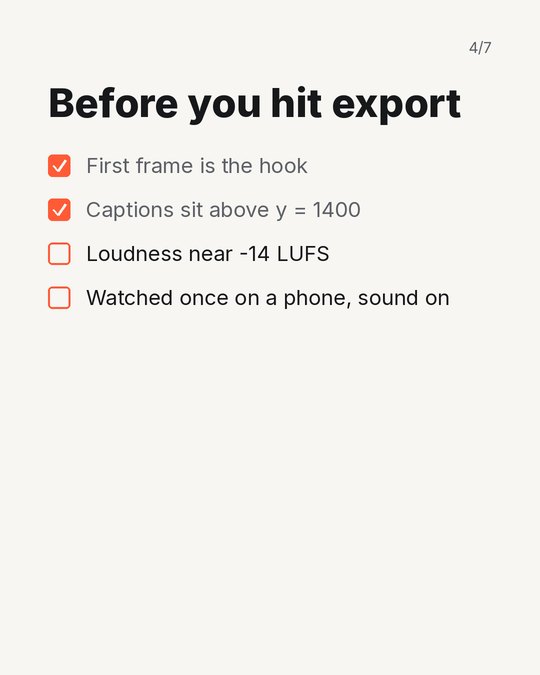 4/7
Before you hit export
First frame is the hook
Captions sit above y = 1400
Loudness near -14 LUFS
Watched once on a phone, sound on